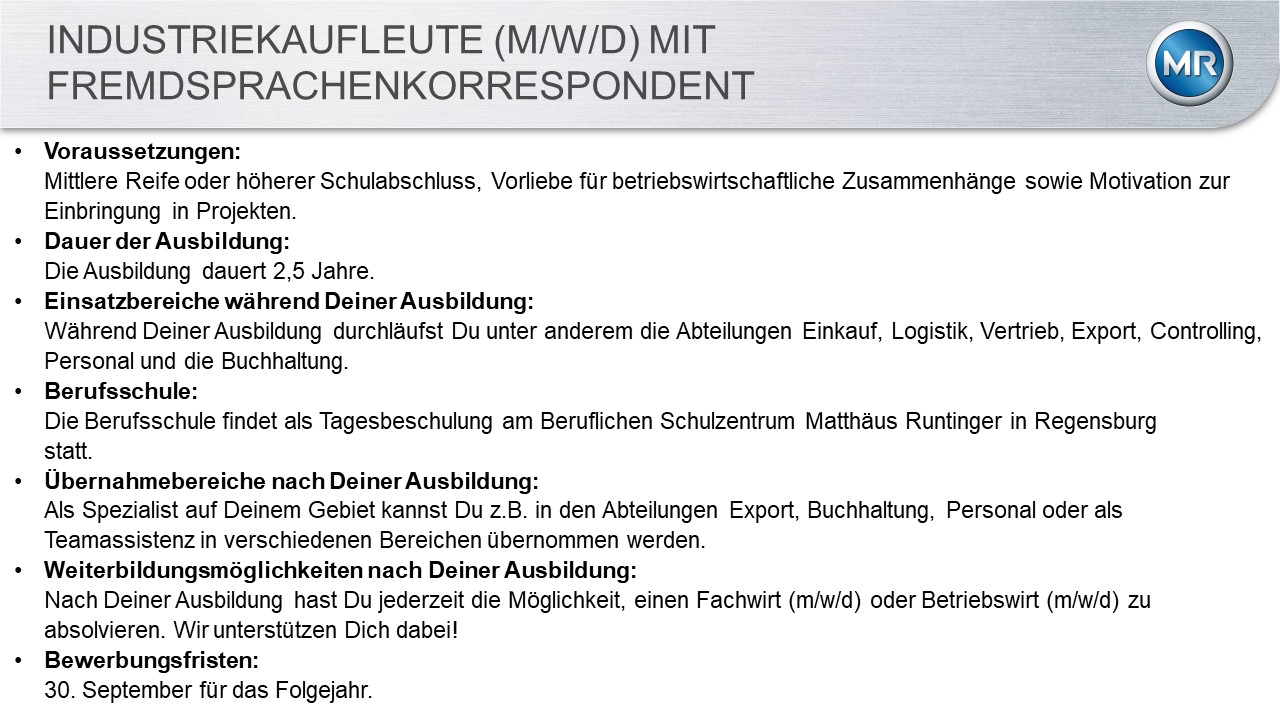 INDUSTRIEKAUFLEUTE (M/W/D) MIT
FREMDSPRACHENKORRESPONDENT
MR
• Voraussetzungen:
Mittlere Reife oder höherer Schulabschluss, Vorliebe für betriebswirtschaftliche Zusammenhänge sowie Motivation zur
Einbringung in Projekten.
• Dauer der Ausbildung:
Die Ausbildung dauert 2,5 Jahre.
• Einsatzbereiche während Deiner Ausbildung:
Während Deiner Ausbildung durchläufst Du unter anderem die Abteilungen Einkauf, Logistik, Vertrieb, Export, Controlling,
Personal und die Buchhaltung.
• Berufsschule:
Die Berufsschule findet als Tagesbeschulung am Beruflichen Schulzentrum Matthäus Runtinger in Regensburg
statt.
• Übernahmebereiche nach Deiner Ausbildung:
Als Spezialist auf Deinem Gebiet kannst Du z.B. in den Abteilungen Export, Buchhaltung, Personal oder als
Teamassistenz in verschiedenen Bereichen übernommen werden.
• Weiterbildungsmöglichkeiten nach Deiner Ausbildung:
Nach Deiner Ausbildung hast Du jederzeit die Möglichkeit, einen Fachwirt (m/w/d) oder Betriebswirt (m/w/d) zu
absolvieren. Wir unterstützen Dich dabei!
• Bewerbungsfristen:
30. September für das Folgejahr.